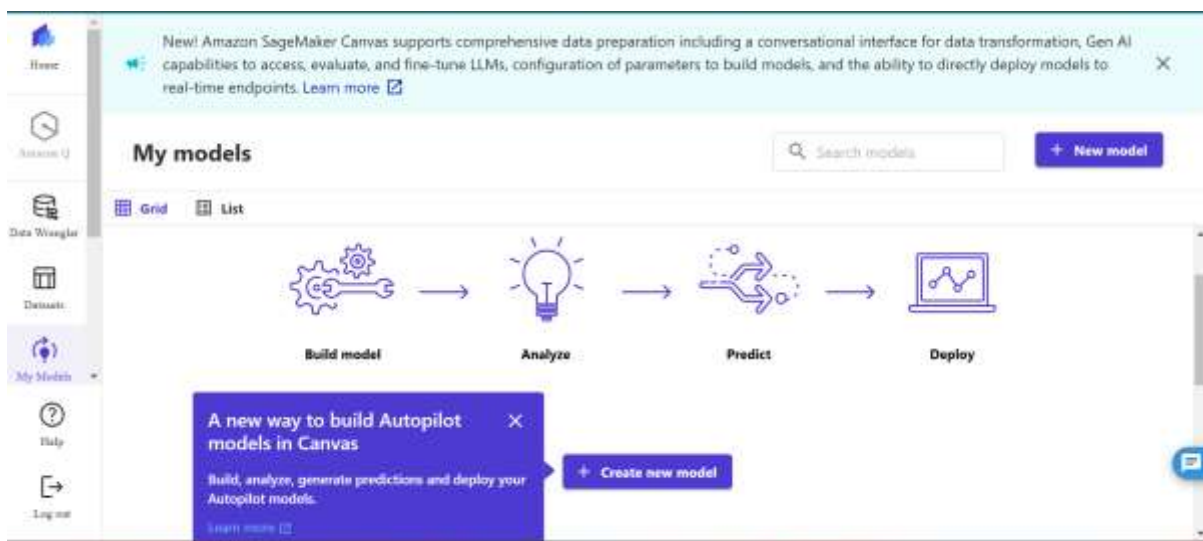 New! Amazon SageMaker Canvas supports comprehensive data preparation including a conversational interface for data transformation, Gen AI
capabilities to access, evaluate, and fine-tune LLMs, configuration of parameters to build models, and the ability to directly deploy models to
real-time endpoints. Learn more
Home
Amazon Q
Data Wrangler
Datasets
My Models
Help
Log out
My models
Search models
+ New model
Grid
List
Build model
Analyze
Predict
Deploy
A new way to build Autopilot
models in Canvas
Build, analyze, generate predictions and deploy your
Autopilot models.
Learn more
+ Create new model